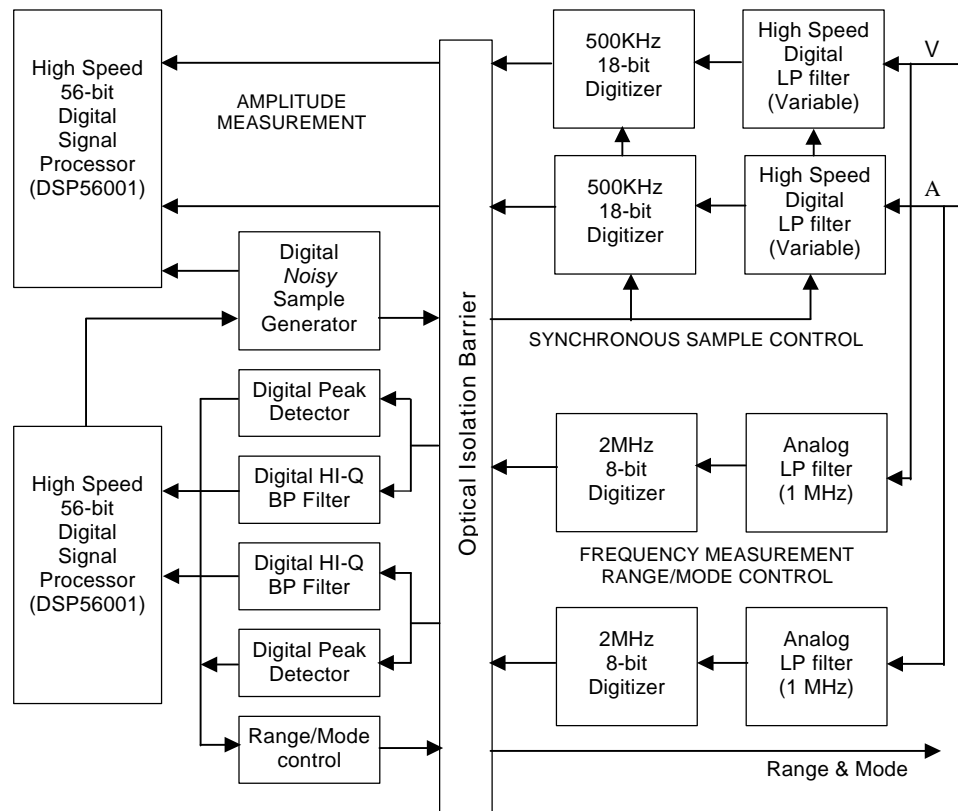 High Speed
56-bit
Digital
Signal
Processor
(DSP56001)
AMPLITUDE
MEASUREMENT
500KHz
18-bit
Digitizer
High Speed
Digital
LP filter
(Variable)
V
500KHz
18-bit
Digitizer
High Speed
Digital
LP filter
(Variable)
A
Digital
Noisy
Sample
Generator
Optical Isolation Barrier
SYNCHRONOUS SAMPLE CONTROL
Digital Peak
Detector
High Speed
56-bit
Digital
Signal
Processor
(DSP56001)
Digital HI-Q
BP Filter
2MHz
8-bit
Digitizer
Analog
LP filter
(1 MHz)
Digital HI-Q
BP Filter
FREQUENCY MEASUREMENT
RANGE/MODE CONTROL
Digital Peak
Detector
2MHz
8-bit
Digitizer
Analog
LP filter
(1 MHz)
Range/Mode
control
Range & Mode